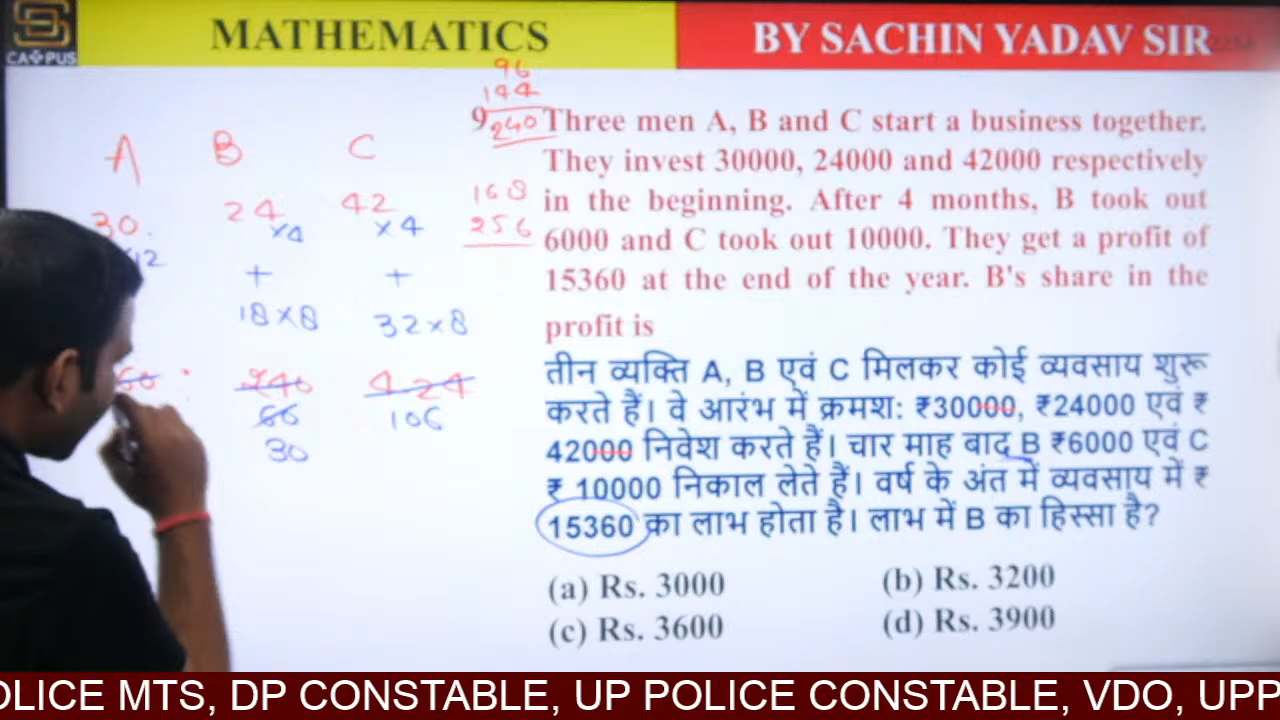 CAMPUS
MATHEMATICS
BY SACHIN YADAV SIR
96
144
240
168
256
A B C
30 24 42
12 ×4 ×4
+ +
18×8 32×8
60 : 240 424
60 106
30
9 Three men A, B and C start a business together.
They invest 30000, 24000 and 42000 respectively
in the beginning. After 4 months, B took out
6000 and C took out 10000. They get a profit of
15360 at the end of the year. B's share in the
profit is
तीन व्यक्ति A, B एवं C मिलकर कोई व्यवसाय शुरू
करते हैं। वे आरंभ में क्रमश: ₹30000, ₹24000 एवं ₹
42000 निवेश करते हैं। चार माह बाद B ₹6000 एवं C
₹ 10000 निकाल लेते हैं। वर्ष के अंत में व्यवसाय में ₹
15360 का लाभ होता है। लाभ में B का हिस्सा है?
(a) Rs. 3000 (b) Rs. 3200
(c) Rs. 3600 (d) Rs. 3900
OLICE MTS, DP CONSTABLE, UP POLICE CONSTABLE, VDO, UPP